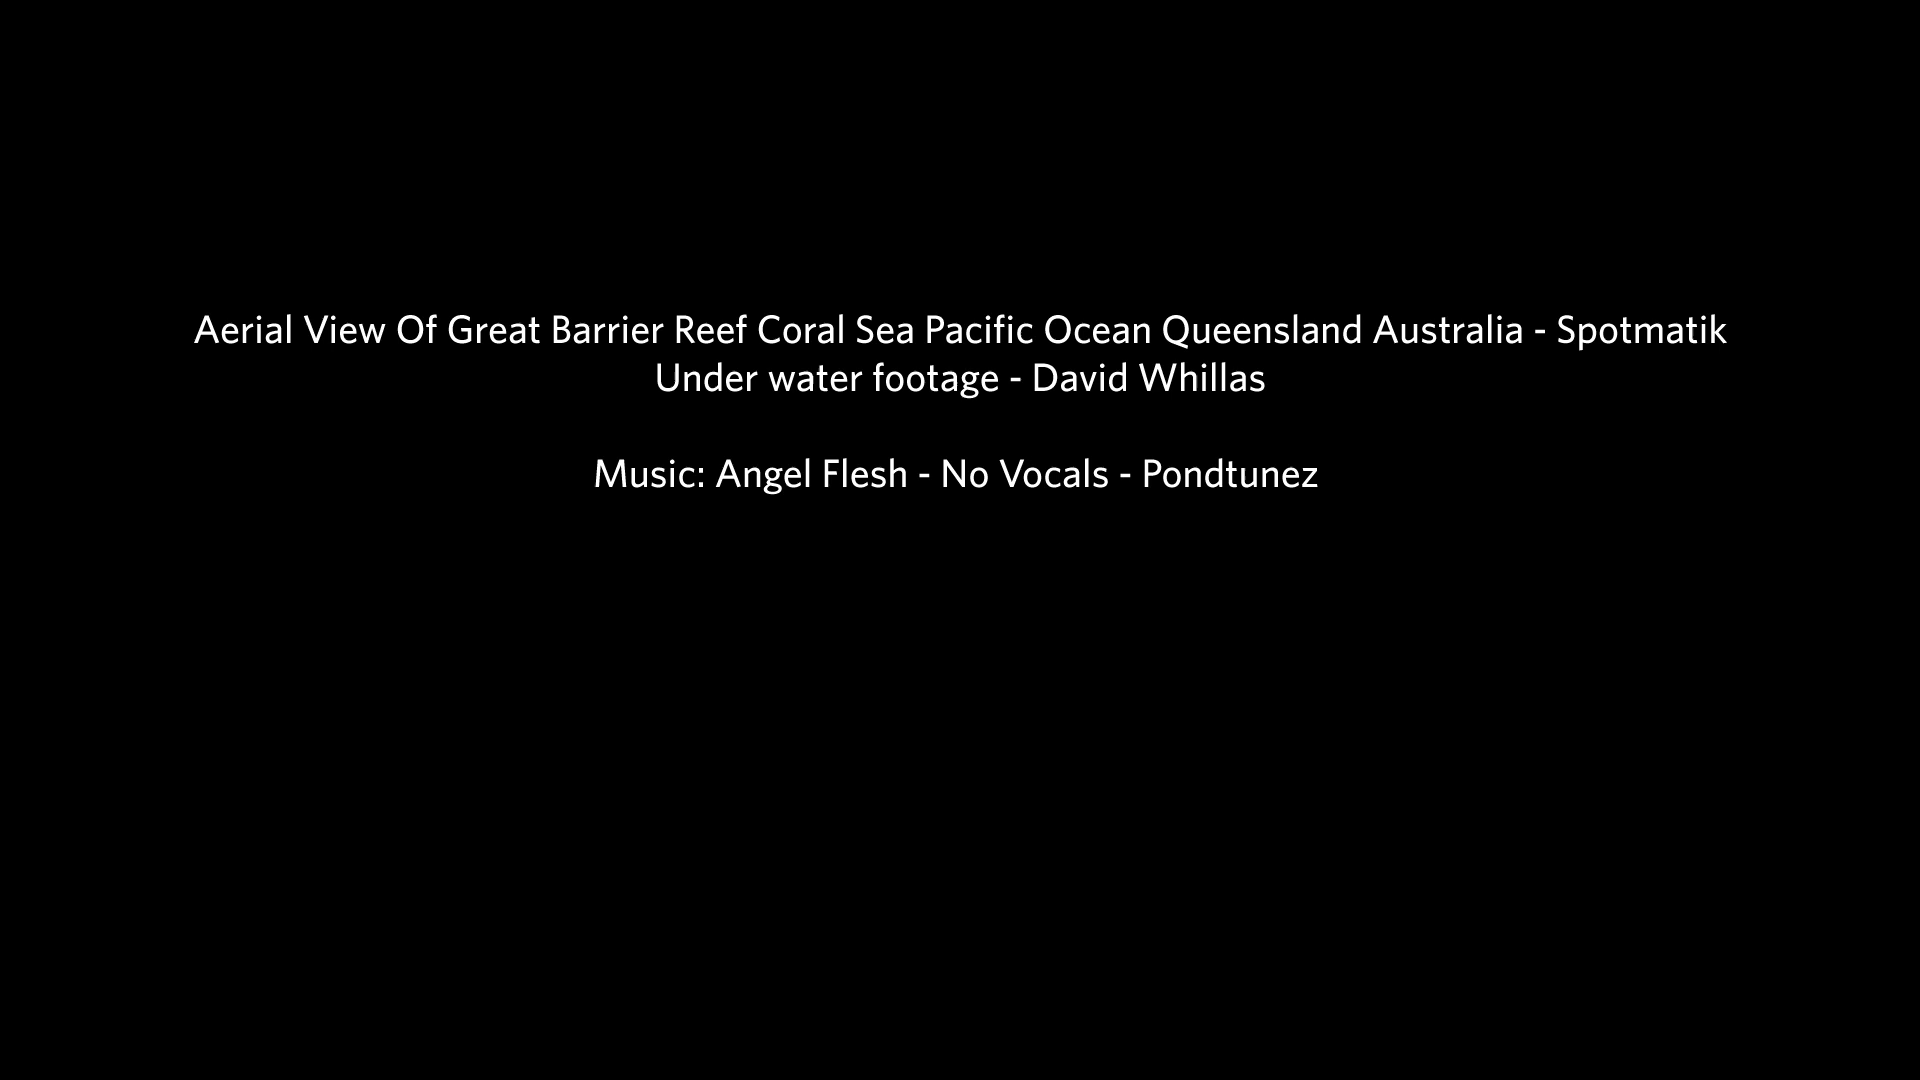 Aerial View Of Great Barrier Reef Coral Sea Pacific Ocean Queensland Australia - Spotmatik
Under water footage - David Whillas
Music: Angel Flesh - No Vocals - Pondtunez